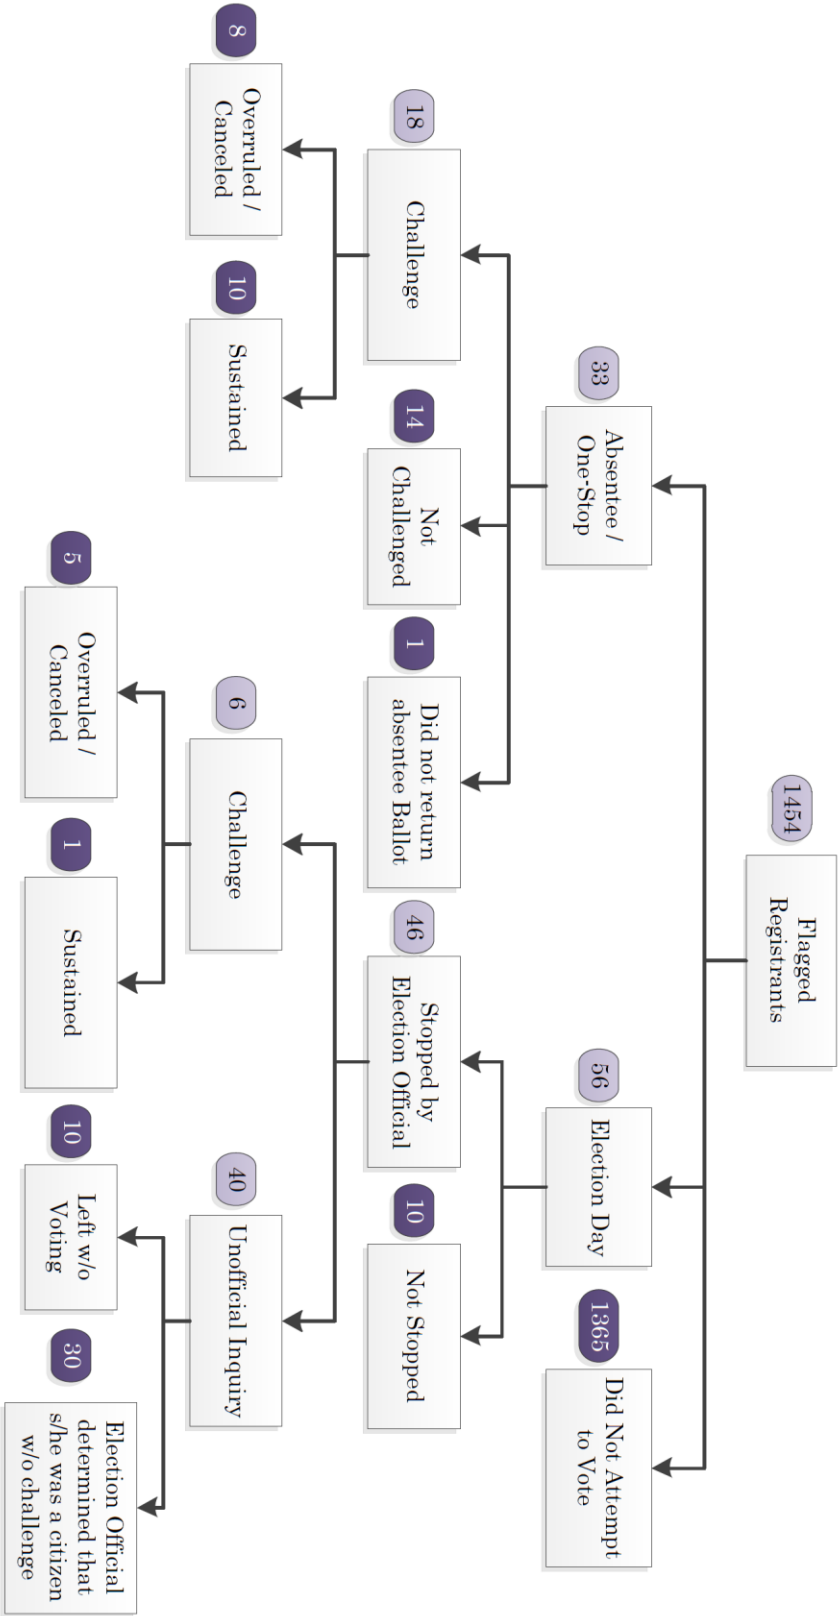 1454
Flagged
Registrants
33
Absentee /
One-Stop
56
Election Day
1365
Did Not Attempt
to Vote
18
Challenge
14
Not
Challenged
1
Did not return
absentee Ballot
46
Stopped by
Election Official
10
Not Stopped
8
Overruled /
Canceled
10
Sustained
6
Challenge
40
Unofficial Inquiry
5
Overruled /
Canceled
1
Sustained
10
Left w/o
Voting
30
Election Official
determined that
s/he was a citizen
w/o challenge